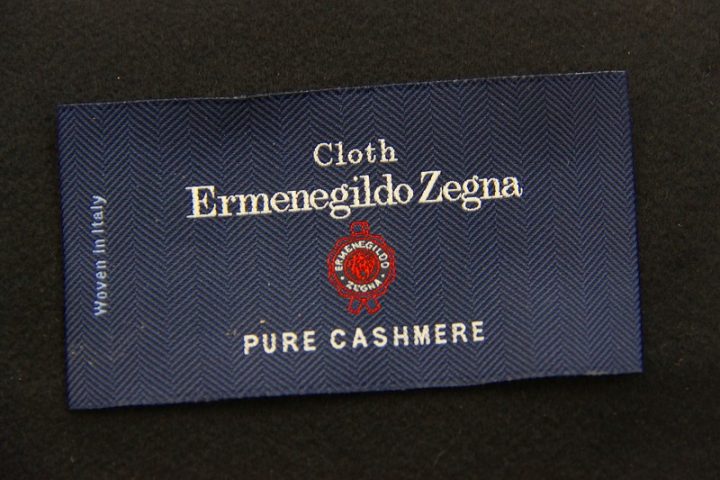 Cloth
Ermenegildo Zegna
ERMENEGILDO
ZEGNA
PURE CASHMERE
Woven in Italy